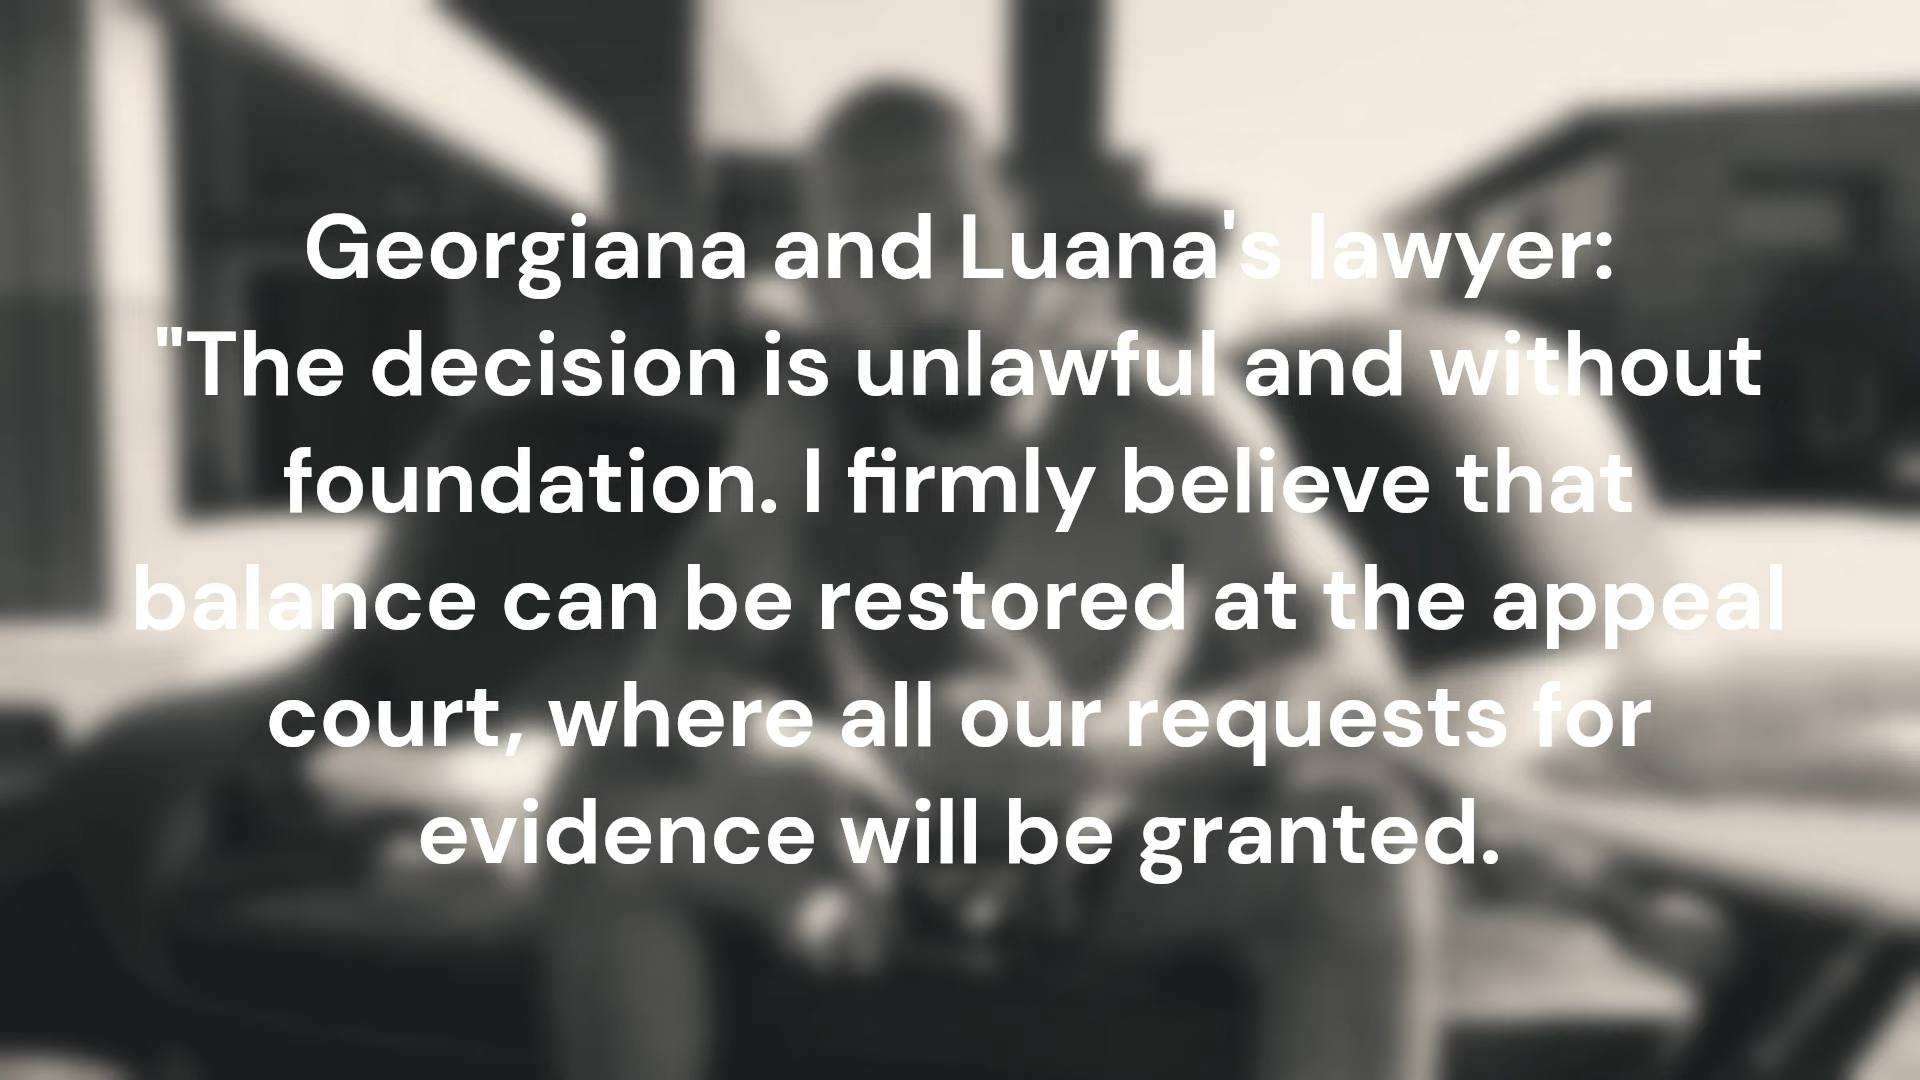 Georgiana and Luana's lawyer:
"The decision is unlawful and without
foundation. I firmly believe that
balance can be restored at the appeal
court, where all our requests for
evidence will be granted.